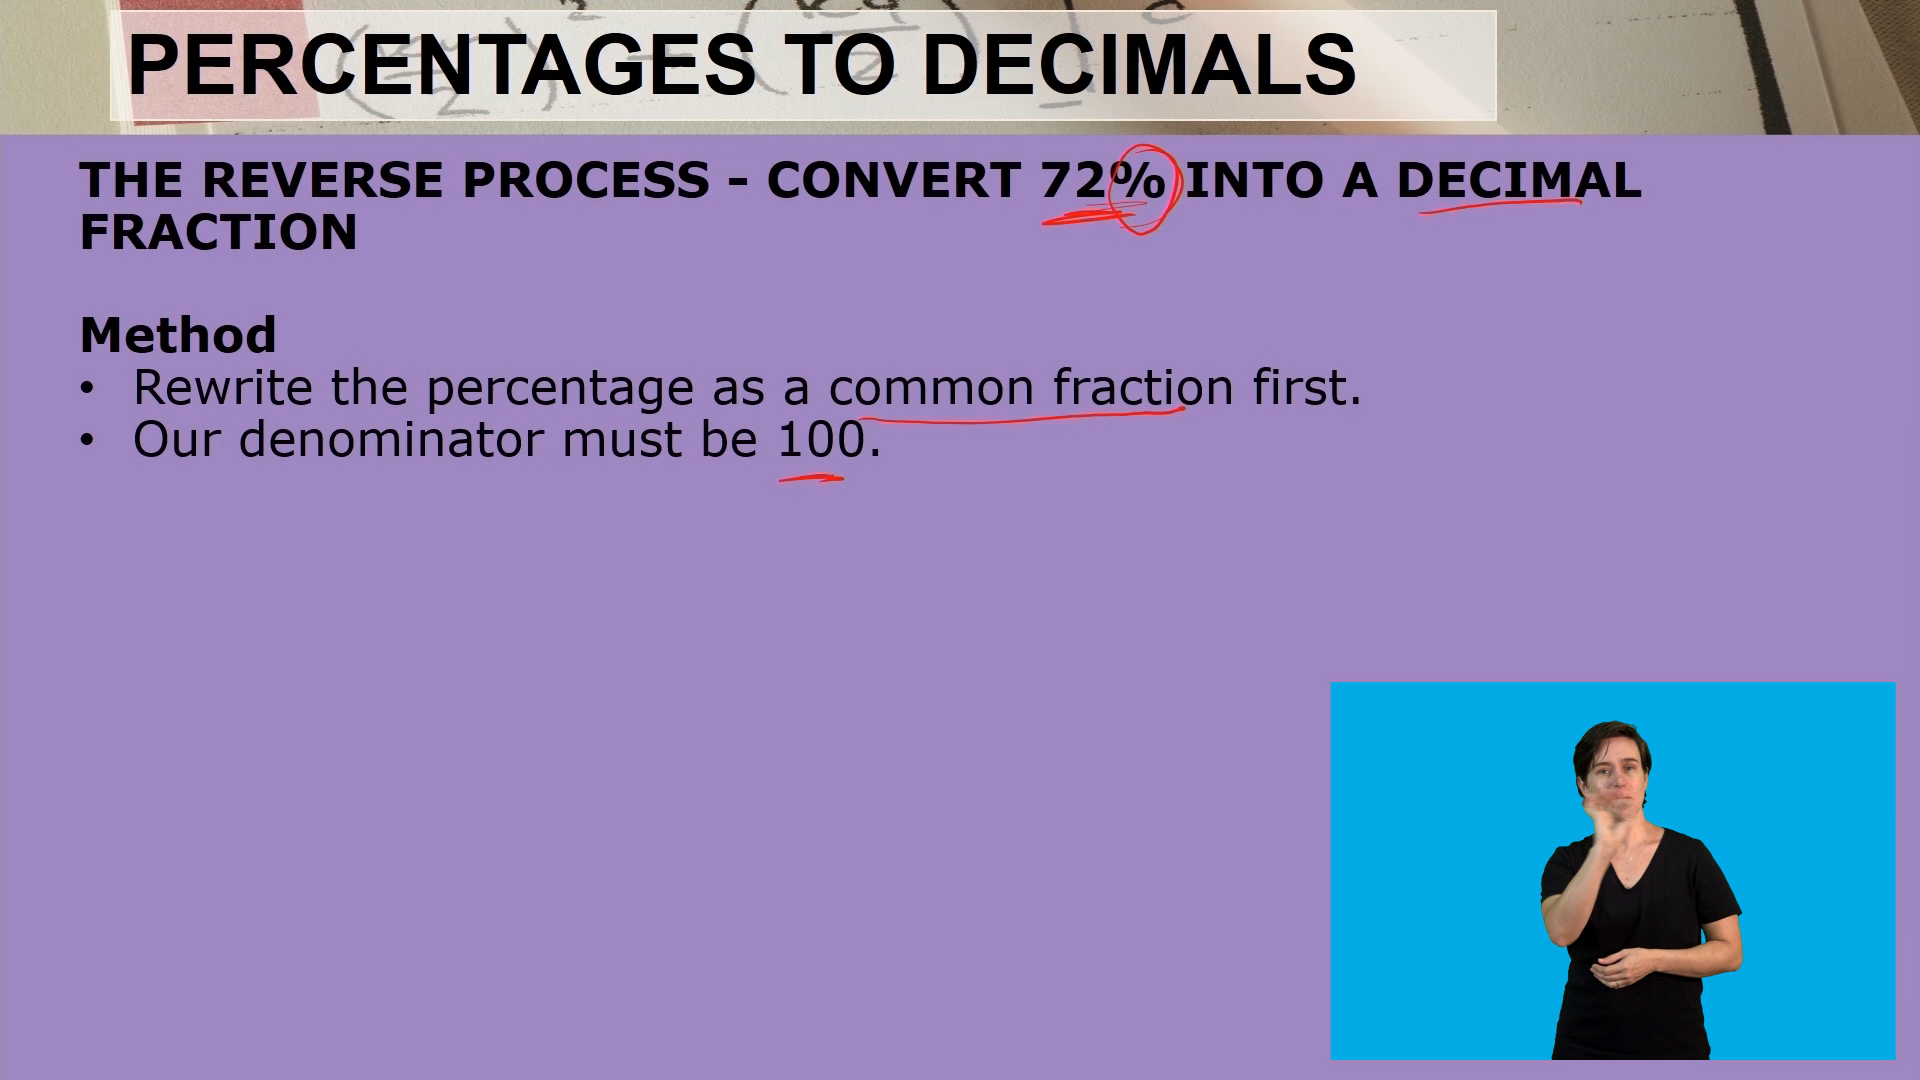 PERCENTAGES TO DECIMALS
THE REVERSE PROCESS - CONVERT 72% INTO A DECIMAL
FRACTION
Method
• Rewrite the percentage as a common fraction first.
• Our denominator must be 100.